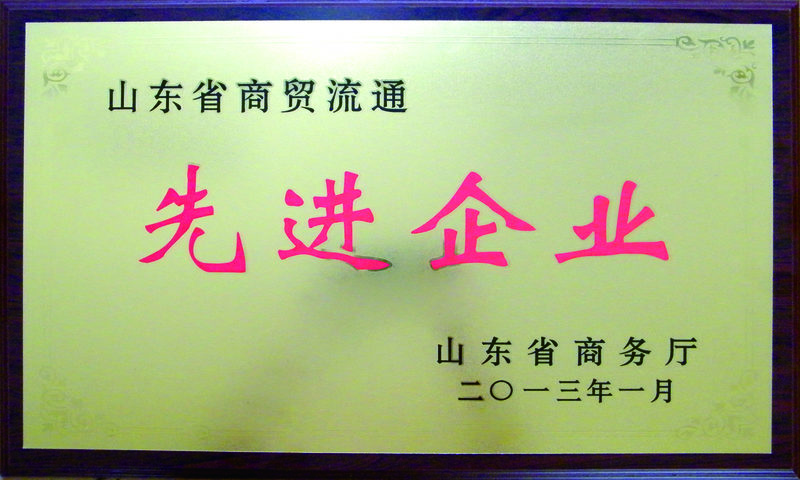 山东省商贸流通
先进企业
山东省商务厅
二〇一三年一月